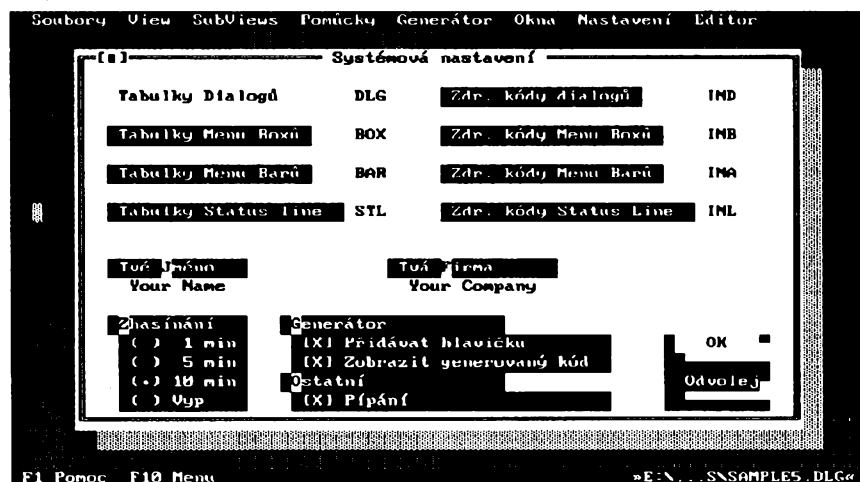 Soubory View SubViews Pomůcky Generátor Okna Nastavení Editor
[■] Systémová nastavení
Tabulky Dialogů DLG Zdr. kódy dialogů IND
Tabulky Menu Boxů BOX Zdr. kódy Menu Boxů INB
Tabulky Menu Barů BAR Zdr. kódy Menu Barů INA
Tabulky Status line STL Zdr. kódy Status Line INL
Tvé Jméno Tvá Firma
Your Name Your Company
Zhasínání Generátor
( ) 1 min [X] Přidávat hlavičku OK
( ) 5 min [X] Zobrazit generovaný kód
(•) 10 min Ostatní Odvolej
( ) Vyp [X] Pípání
F1 Pomoc F10 Menu »E:\...S\SAMPLE5.DLG«